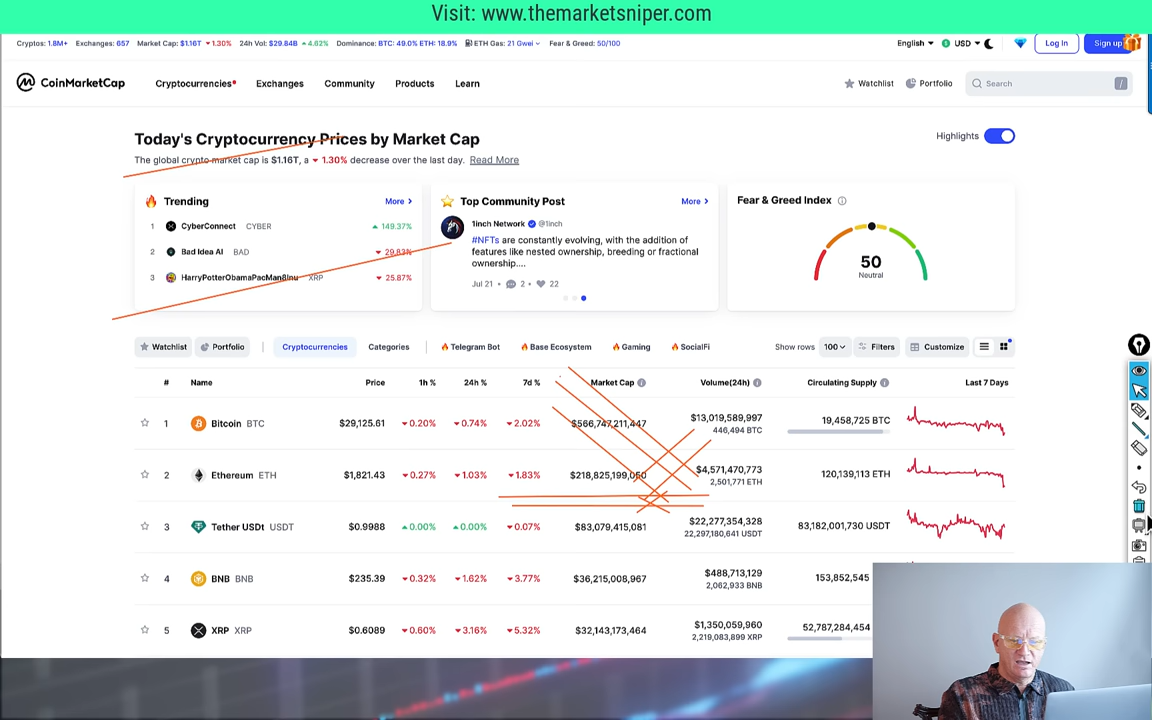 Visit: www.themarketsniper.com
Cryptos: 1.8M+ Exchanges: 657 Market Cap: $1.16T 1.30% 24h Vol: $29.84B 4.62% Dominance: BTC: 49.0% ETH: 18.9% ETH Gas: 21 Gwei Fear & Greed: 50/100 English USD Log In Sign up
CoinMarketCap Cryptocurrencies Exchanges Community Products Learn Watchlist Portfolio Search /
Today's Cryptocurrency Prices by Market Cap Highlights
The global crypto market cap is $1.16T, a 1.30% decrease over the last day. Read More
Trending More >
1 CyberConnect CYBER 149.37%
2 Bad Idea AI BAD 29.83%
3 HarryPotterObamaPacMan8Inu XRP 25.87%
Top Community Post More >
1inch Network @1inch
#NFTs are constantly evolving, with the addition of
features like nested ownership, breeding or fractional
ownership....
Jul 21 • 2 • 22
Fear & Greed Index
50
Neutral
Watchlist Portfolio | Cryptocurrencies Categories | Telegram Bot Base Ecosystem Gaming SocialFi Show rows 100 Filters Customize
# Name Price 1h % 24h % 7d % Market Cap Volume(24h) Circulating Supply Last 7 Days
1 Bitcoin BTC $29,125.61 0.20% 0.74% 2.02% $566,747,211,447 $13,019,589,997 19,458,725 BTC
446,494 BTC
2 Ethereum ETH $1,821.43 0.27% 1.03% 1.83% $218,825,199,050 $4,571,470,773 120,139,113 ETH
2,501,771 ETH
3 Tether USDt USDT $0.9988 0.00% 0.00% 0.07% $83,079,415,081 $22,277,354,328 83,182,001,730 USDT
22,297,180,641 USDT
4 BNB BNB $235.39 0.32% 1.62% 3.77% $36,215,008,967 $488,713,129 153,852,545
2,062,933 BNB
5 XRP XRP $0.6089 0.60% 3.16% 5.32% $32,143,173,464 $1,350,059,960 52,787,284,454
2,219,083,899 XRP